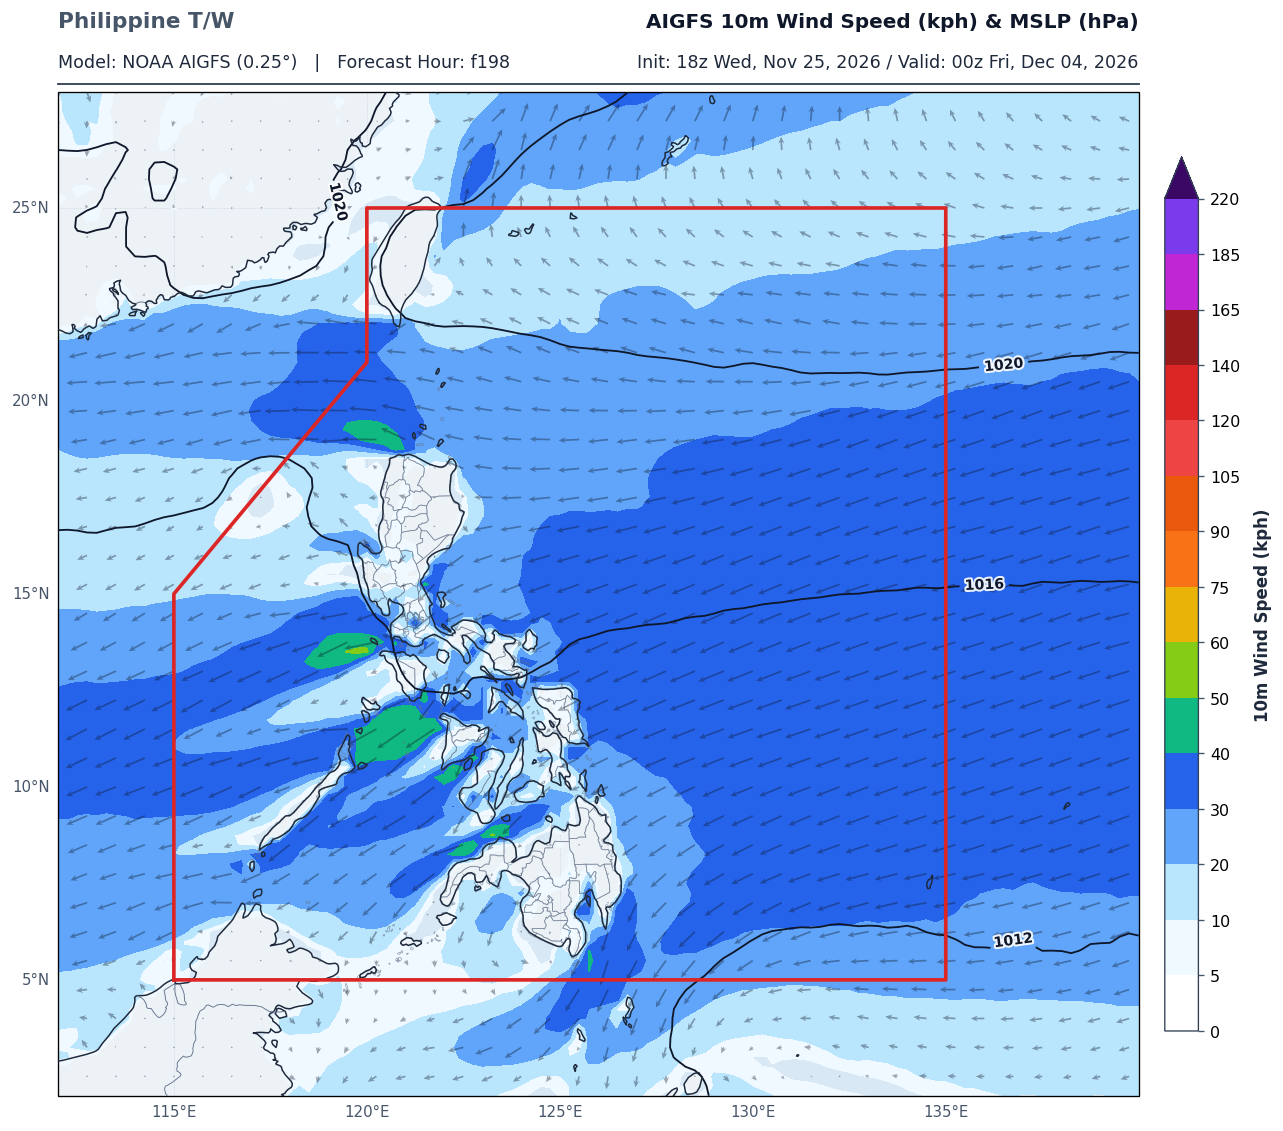 Philippine T/W
AIGFS 10m Wind Speed (kph) & MSLP (hPa)
Model: NOAA AIGFS (0.25°)   |   Forecast Hour: f198
Init: 18z Wed, Nov 25, 2026 / Valid: 00z Fri, Dec 04, 2026
25°N
20°N
15°N
10°N
5°N
115°E
120°E
125°E
130°E
135°E
1020
1020
1016
1012
220
185
165
140
120
105
90
75
60
50
40
30
20
10
5
0
10m Wind Speed (kph)